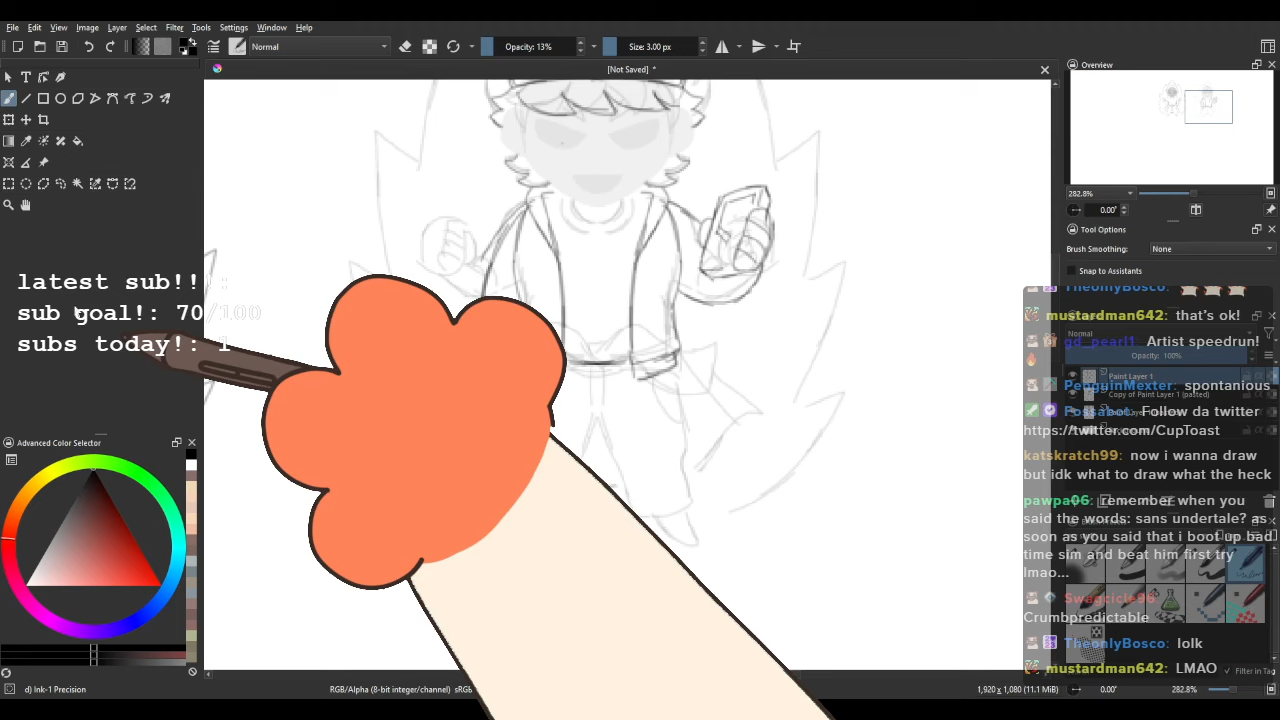 File Edit View Image Layer Select Filter Tools Settings Window Help
Normal
Opacity: 13%
Size: 3.00 px
[Not Saved] *
Overview
282.8%
0.00°
Tool Options
Brush Smoothing: None
Snap to Assistants
latest sub!!!:
sub goal!: 70/100
subs today!: 1
TheonlyBosco:
mustardman642: that's ok!
Normal
gd_pearl1: Artist speedrun!
Opacity: 100%
Paint Layer 1
PenguinMexter: spontanious
Copy of Paint Layer 1 (pasted)
Possabot: Follow da twitter
https://twitter.com/CupToast
katskratch99: now i wanna draw
but idk what to draw what the heck
pawpa06: remember when you
said the words: sans undertale? as
soon as you said that i boot up bad
time sim and beat him first try
lmao...
Swagcicle96:
Crumbpredictable
TheonlyBosco: lolk
mustardman642: LMAO
Filter in Tag
Advanced Color Selector
d) Ink-1 Precision
RGB/Alpha (8-bit integer/channel) sRG
1,920 x 1,080 (11.1 MiB)
0.00°
282.8%